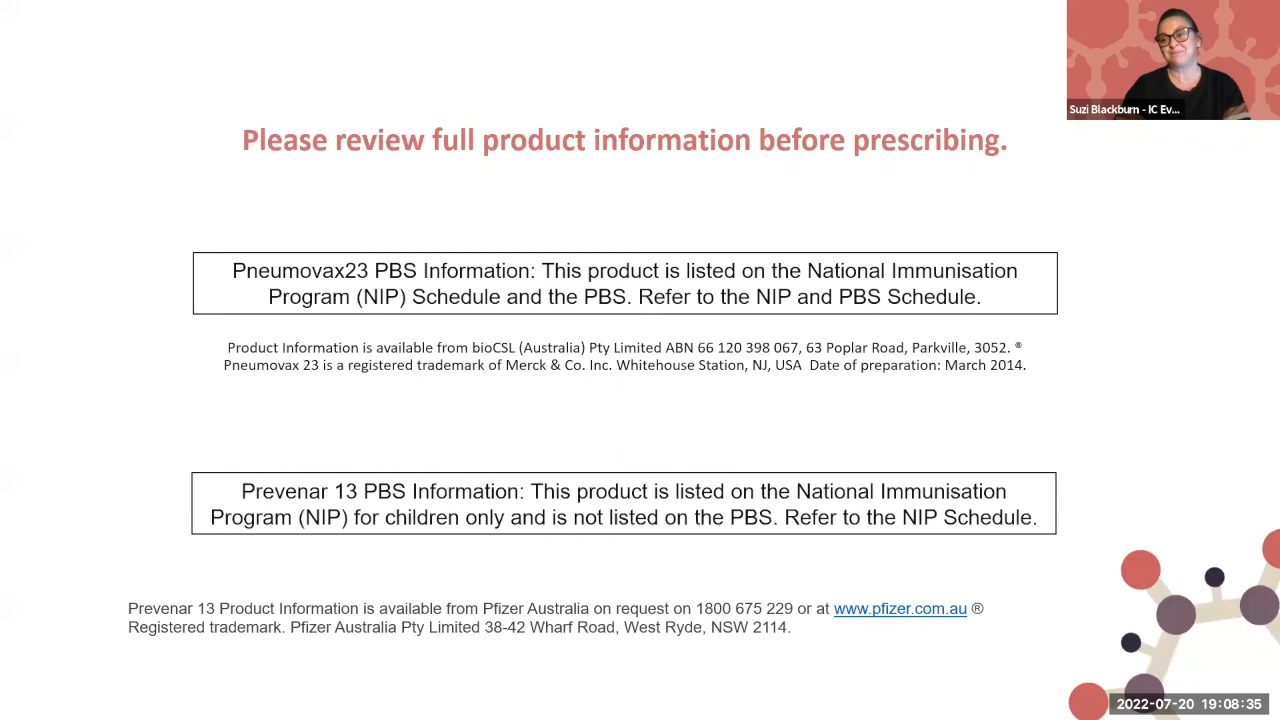 Suzi Blackburn - IC Ev...
Please review full product information before prescribing.
Pneumovax23 PBS Information: This product is listed on the National Immunisation
Program (NIP) Schedule and the PBS. Refer to the NIP and PBS Schedule.
Product Information is available from bioCSL (Australia) Pty Limited ABN 66 120 398 067, 63 Poplar Road, Parkville, 3052. ®
Pneumovax 23 is a registered trademark of Merck & Co. Inc. Whitehouse Station, NJ, USA  Date of preparation: March 2014.
Prevenar 13 PBS Information: This product is listed on the National Immunisation
Program (NIP) for children only and is not listed on the PBS. Refer to the NIP Schedule.
Prevenar 13 Product Information is available from Pfizer Australia on request on 1800 675 229 or at www.pfizer.com.au ®
Registered trademark. Pfizer Australia Pty Limited 38-42 Wharf Road, West Ryde, NSW 2114.
2022-07-20 19:08:35